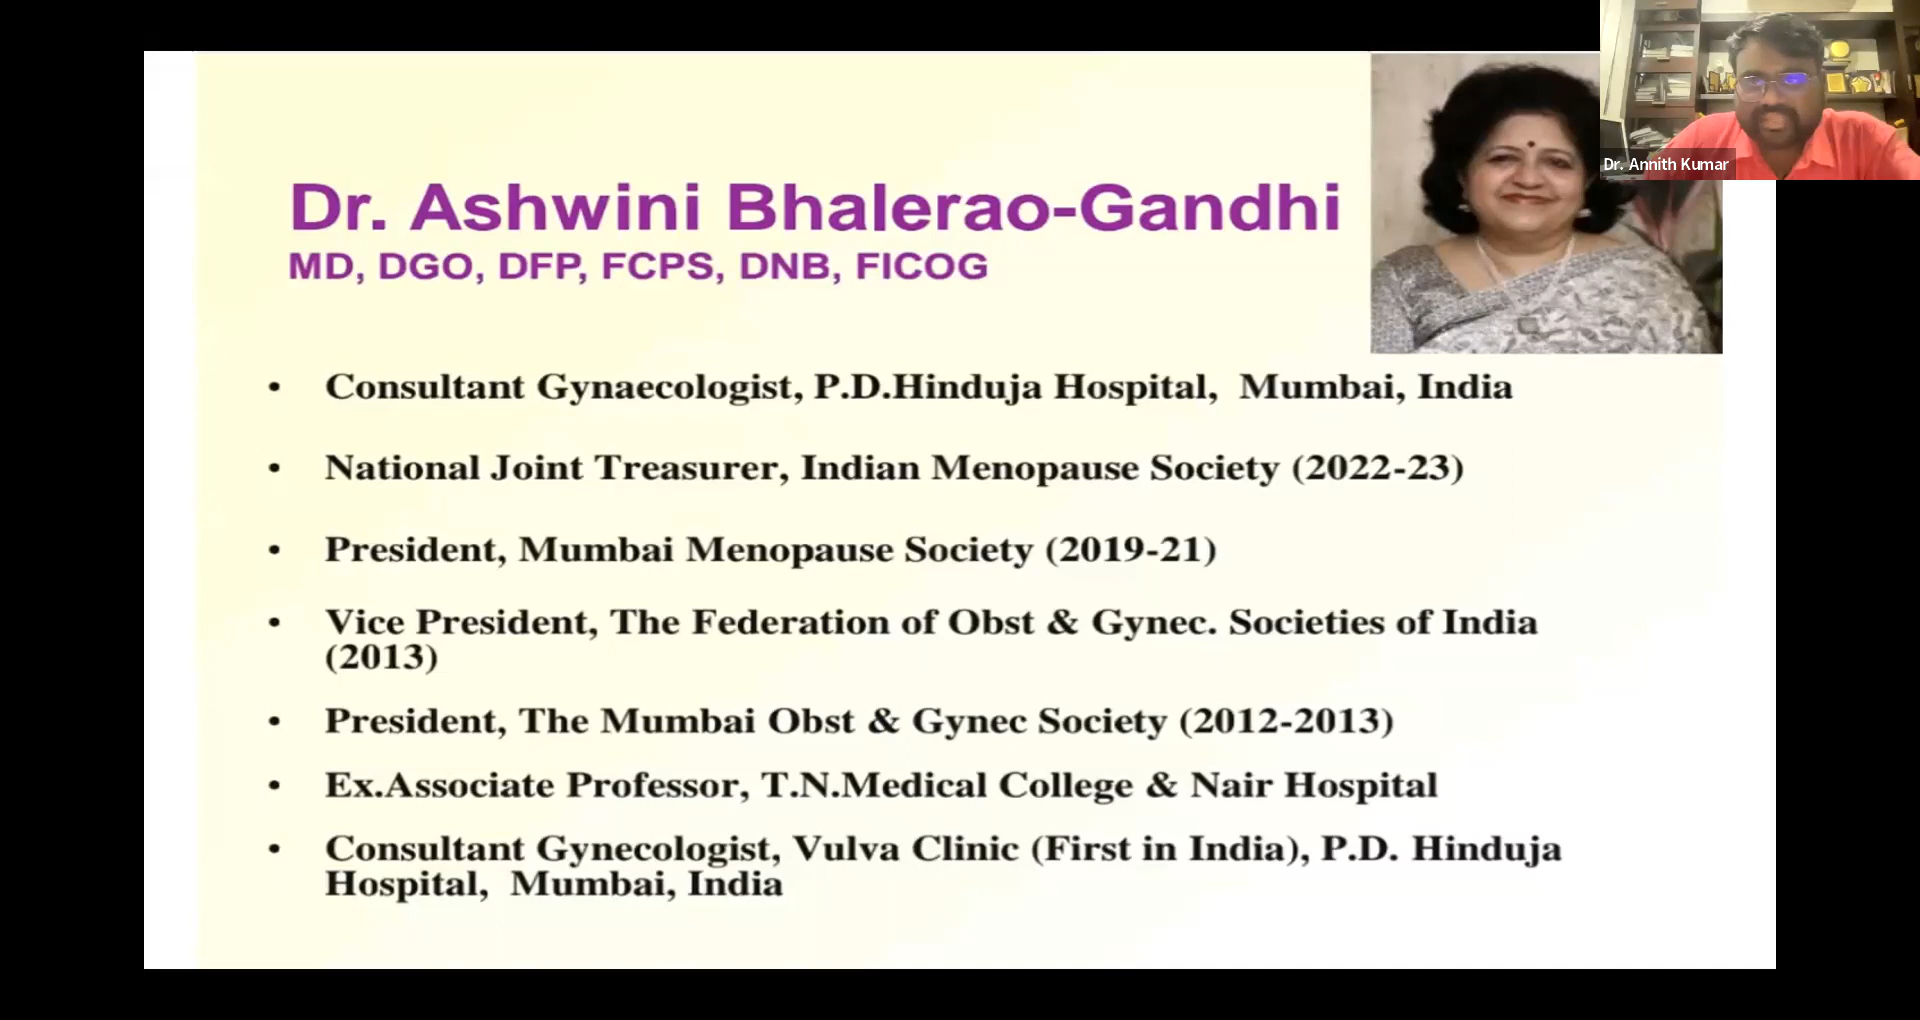 Dr. Ashwini Bhalerao-Gandhi
MD, DGO, DFP, FCPS, DNB, FICOG
Dr. Annith Kumar
• Consultant Gynaecologist, P.D.Hinduja Hospital, Mumbai, India
• National Joint Treasurer, Indian Menopause Society (2022-23)
• President, Mumbai Menopause Society (2019-21)
• Vice President, The Federation of Obst & Gynec. Societies of India
(2013)
• President, The Mumbai Obst & Gynec Society (2012-2013)
• Ex.Associate Professor, T.N.Medical College & Nair Hospital
• Consultant Gynecologist, Vulva Clinic (First in India), P.D. Hinduja
Hospital, Mumbai, India